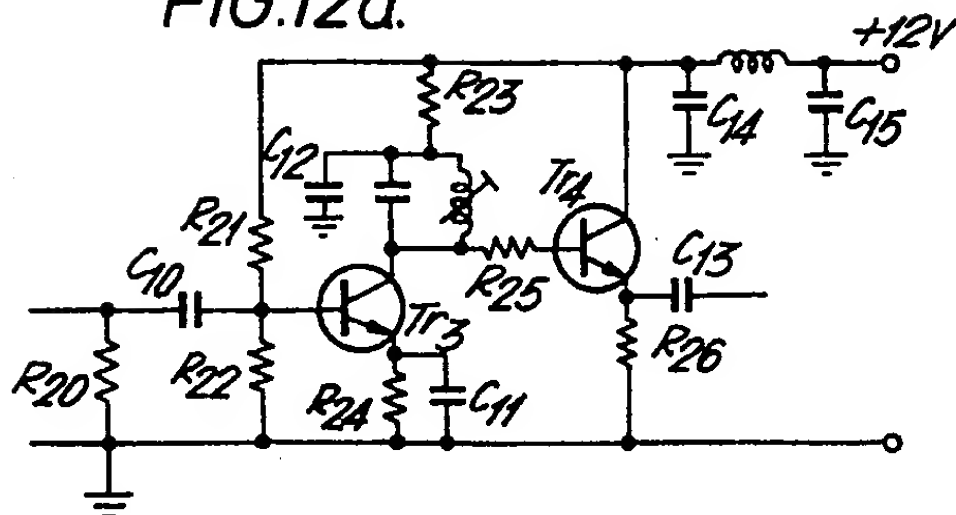 FIG.12a.
+12V
R23
C14
C15
C12
Tr4
R21
C10
R25
C13
Tr3
R20
R22
R24
C11
R26